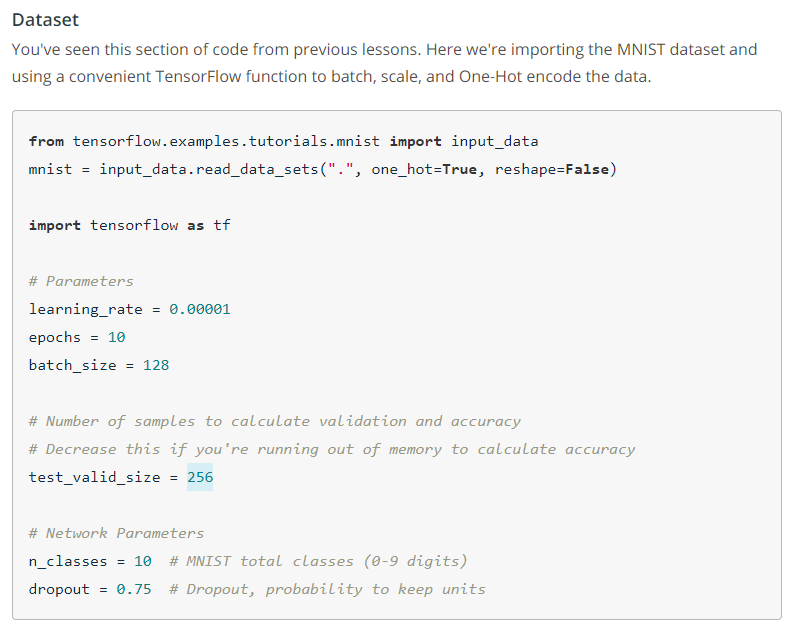 Dataset
You've seen this section of code from previous lessons. Here we're importing the MNIST dataset and
using a convenient TensorFlow function to batch, scale, and One-Hot encode the data.
from tensorflow.examples.tutorials.mnist import input_data
mnist = input_data.read_data_sets(".", one_hot=True, reshape=False)
import tensorflow as tf
# Parameters
learning_rate = 0.00001
epochs = 10
batch_size = 128
# Number of samples to calculate validation and accuracy
# Decrease this if you're running out of memory to calculate accuracy
test_valid_size = 256
# Network Parameters
n_classes = 10  # MNIST total classes (0-9 digits)
dropout = 0.75  # Dropout, probability to keep units